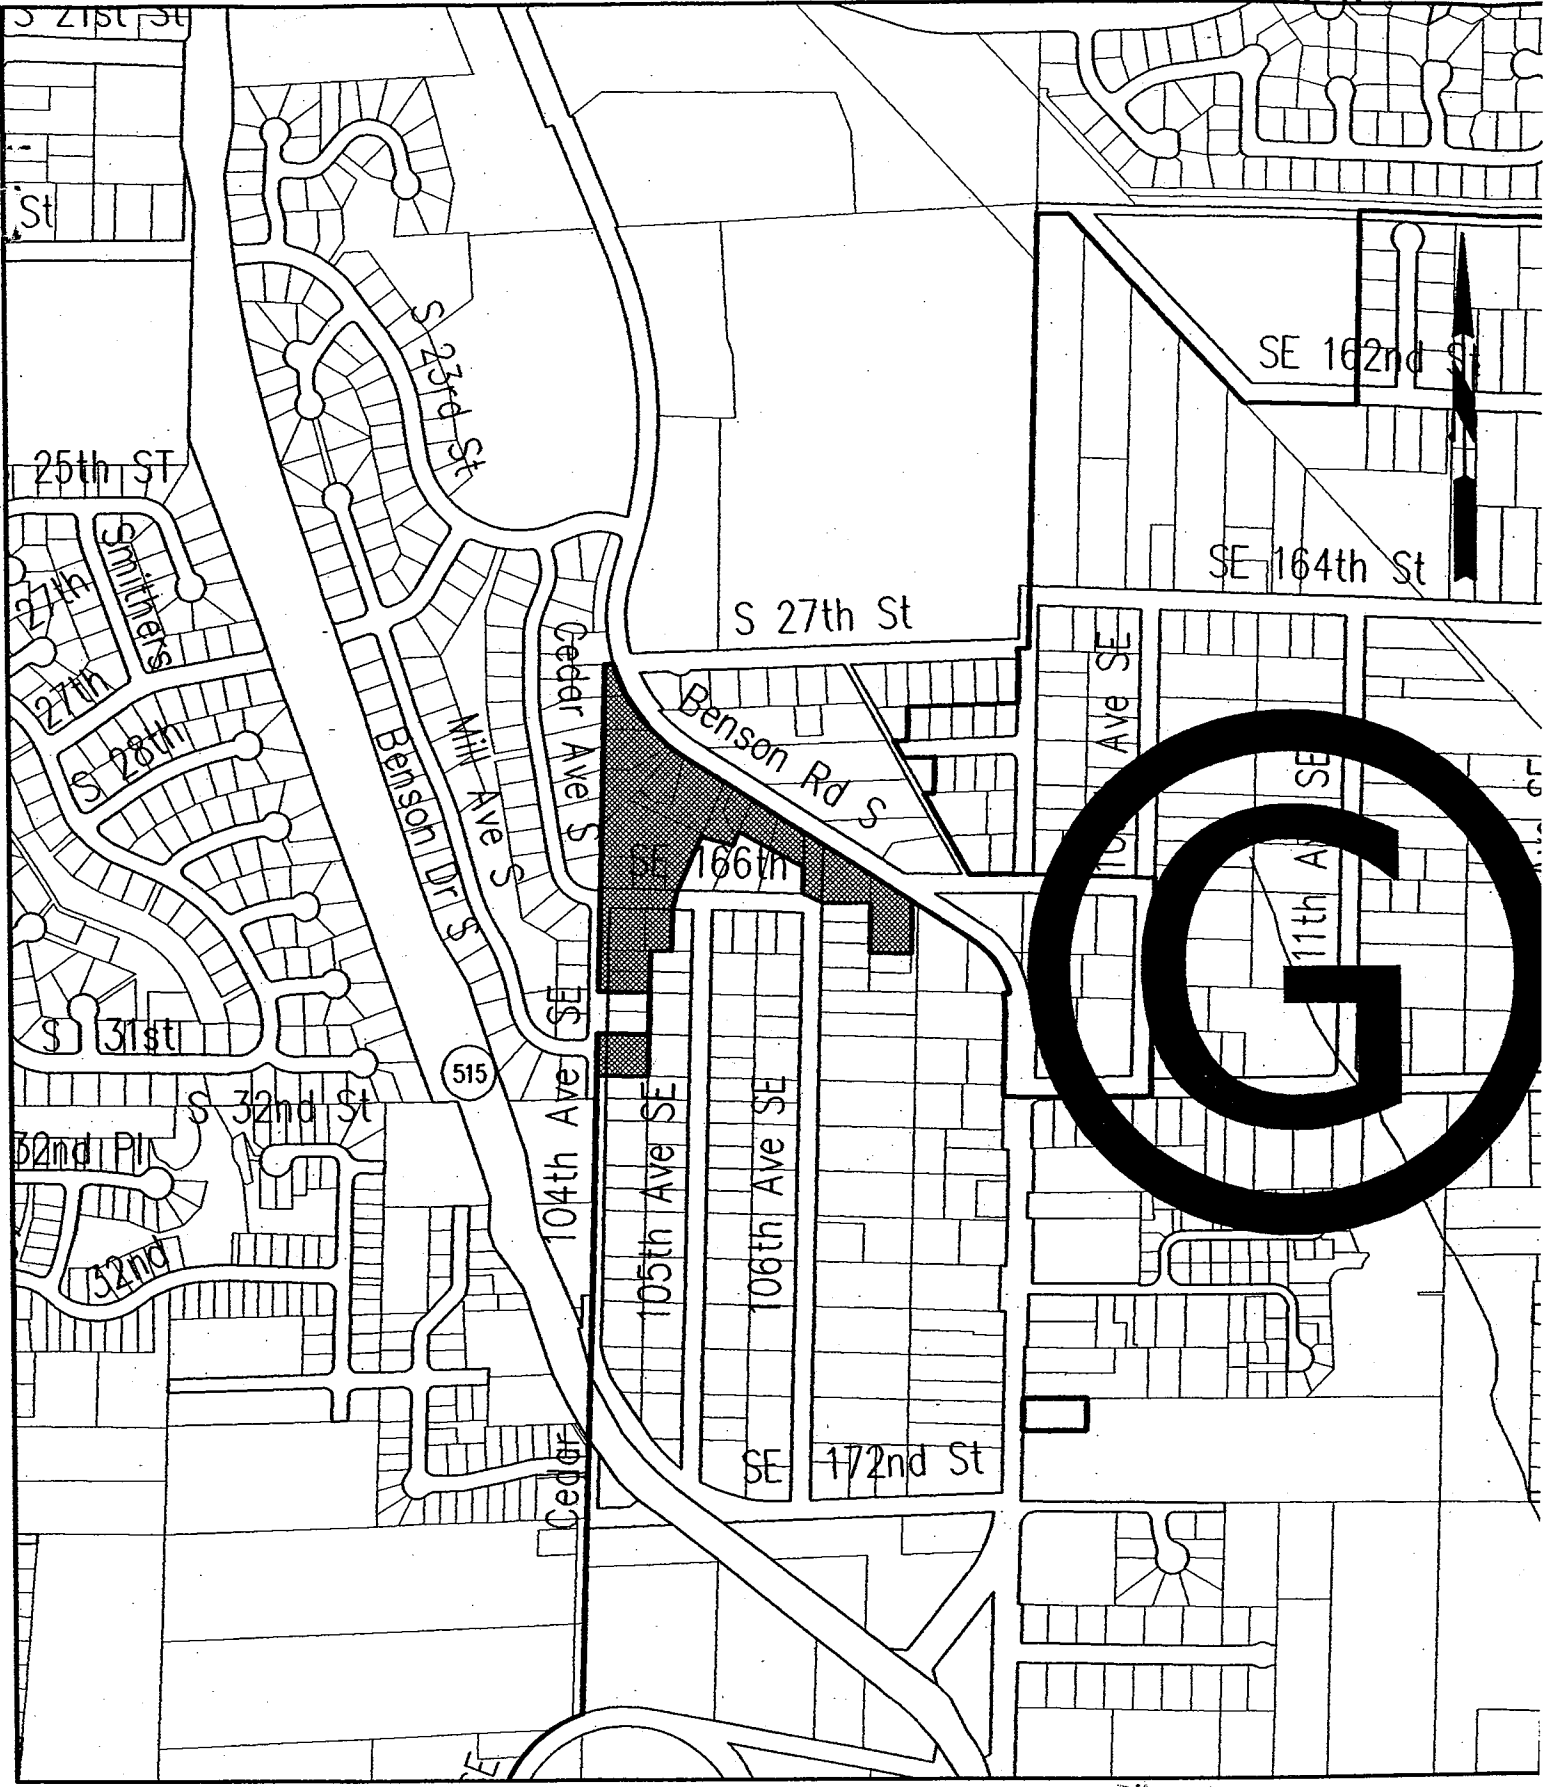 S 21st St
St
S 23rd St
SE 162nd St
25th ST
SE 164th St
Smithers
27th
S 27th St
Cedar Ave S
Ave SE
27th
Benson Rd S
S 28th
Mill Ave S
Benson Dr S
SE 166th
11th Ave SE
G
104th Ave SE
S 31st
515
S 32nd St
105th Ave SE
106th Ave SE
32nd Pl
32nd
Cedar
SE 172nd St
SE